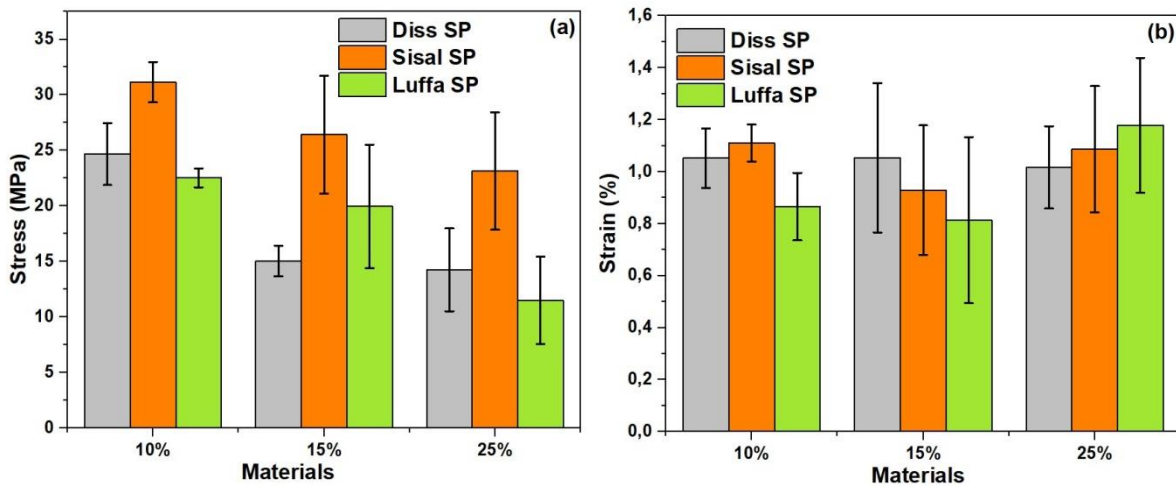 (a)
Diss SP
Sisal SP
Luffa SP
Stress (MPa)
35
30
25
20
15
10
5
0
10%
15%
25%
Materials
(b)
Diss SP
Sisal SP
Luffa SP
Strain (%)
1,6
1,4
1,2
1,0
0,8
0,6
0,4
0,2
0,0
10%
15%
25%
Materials